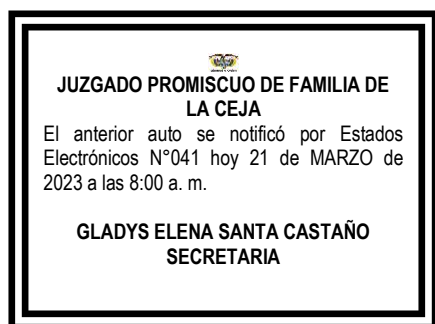 JUZGADO PROMISCUO DE FAMILIA DE
LA CEJA
El anterior auto se notificó por Estados
Electrónicos N°041 hoy 21 de MARZO de
2023 a las 8:00 a. m.
GLADYS ELENA SANTA CASTAÑO
SECRETARIA